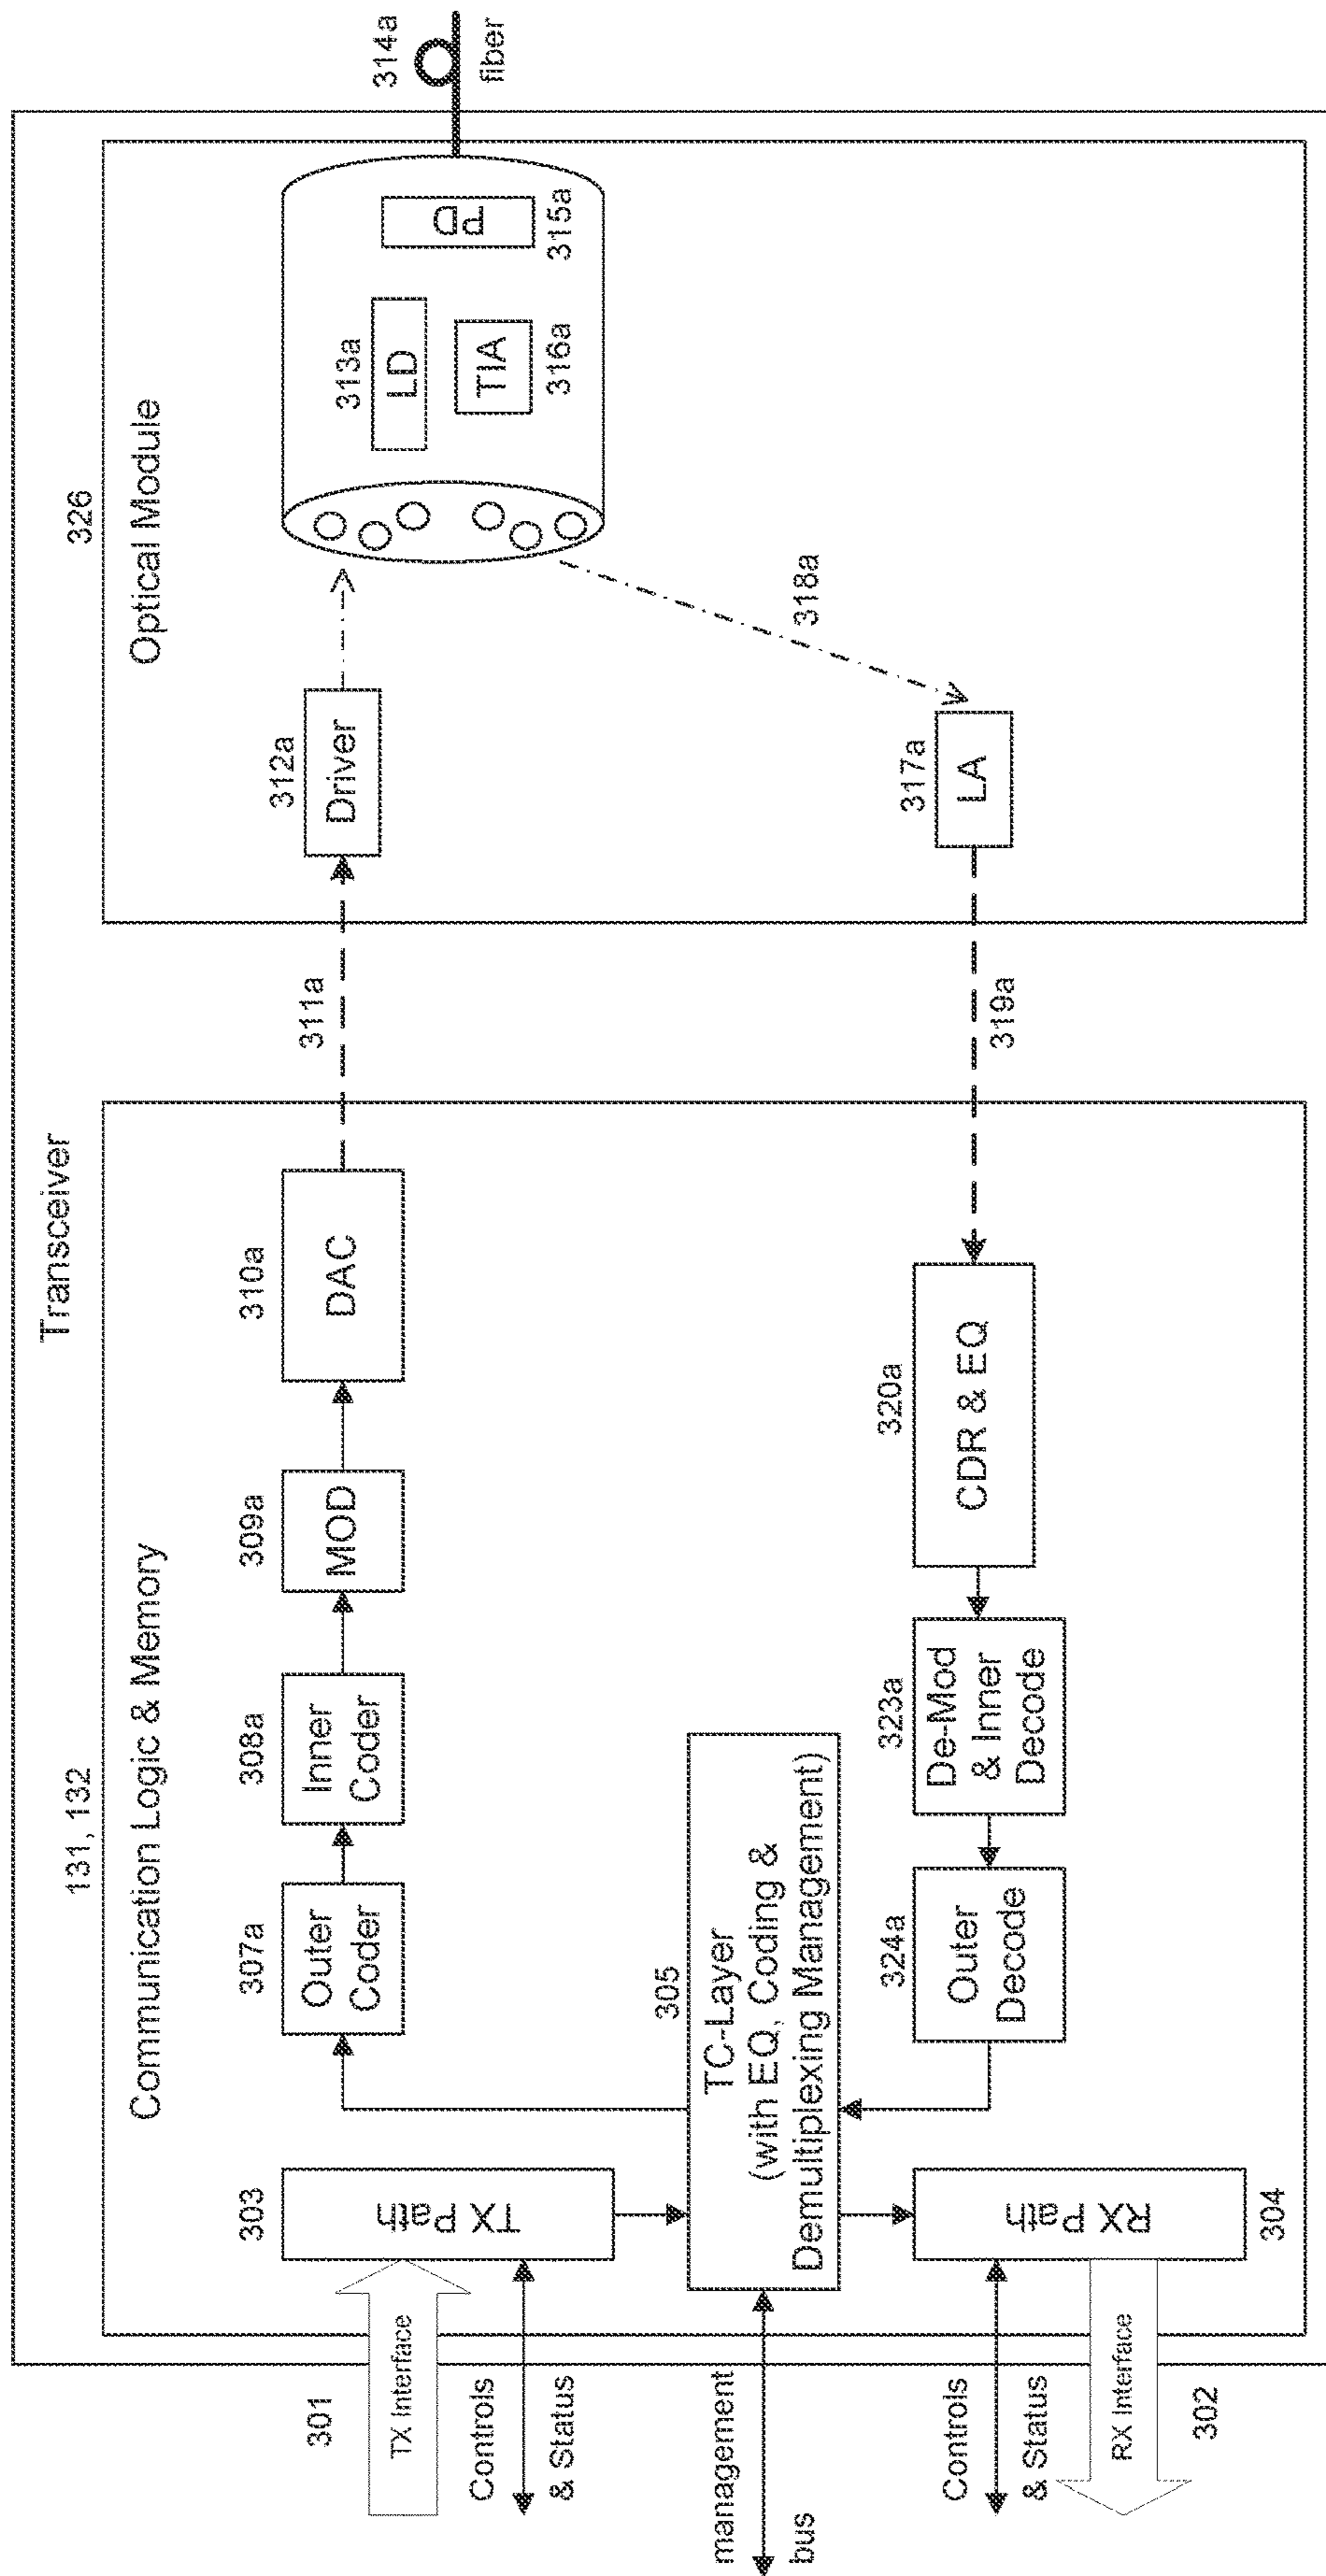 Transceiver
131, 132
Communication Logic & Memory
326
Optical Module
301
TX Interface
Controls
& Status
303
TX Path
307a
Outer
Coder
308a
Inner
Coder
309a
MOD
310a
DAC
311a
312a
Driver
313a
LD
TIA
316a
PD
315a
314a
fiber
management
bus
305
TC-Layer
(with EQ, Coding &
Demultiplexing Management)
Controls
& Status
RX Interface
302
RX Path
304
324a
Outer
Decode
323a
De-Mod
& Inner
Decode
320a
CDR & EQ
319a
317a
LA
318a